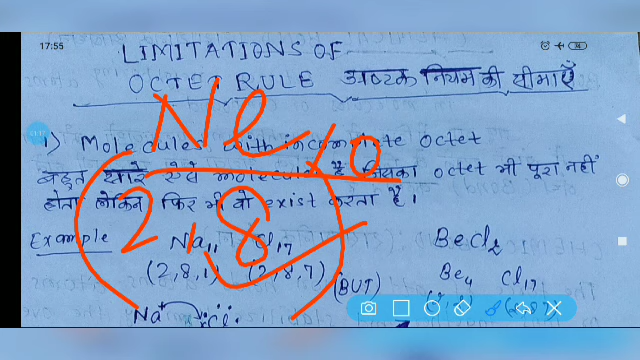 17:55
LIMITATIONS OF
OCTET RULE अष्टक नियम की सीमाएँ
1) Molecules with incomplete octet
Ne 10
बहुत सारे ऐसे molecule है जिसका octet भी पूरा नहीं
होता लेकिन फिर भी वो exist करता है।
2,8
Example Na11 Cl17 BeCl2
(2,8,1) (2,8,7) (BUT) Be4 Cl17
Na+ Cl